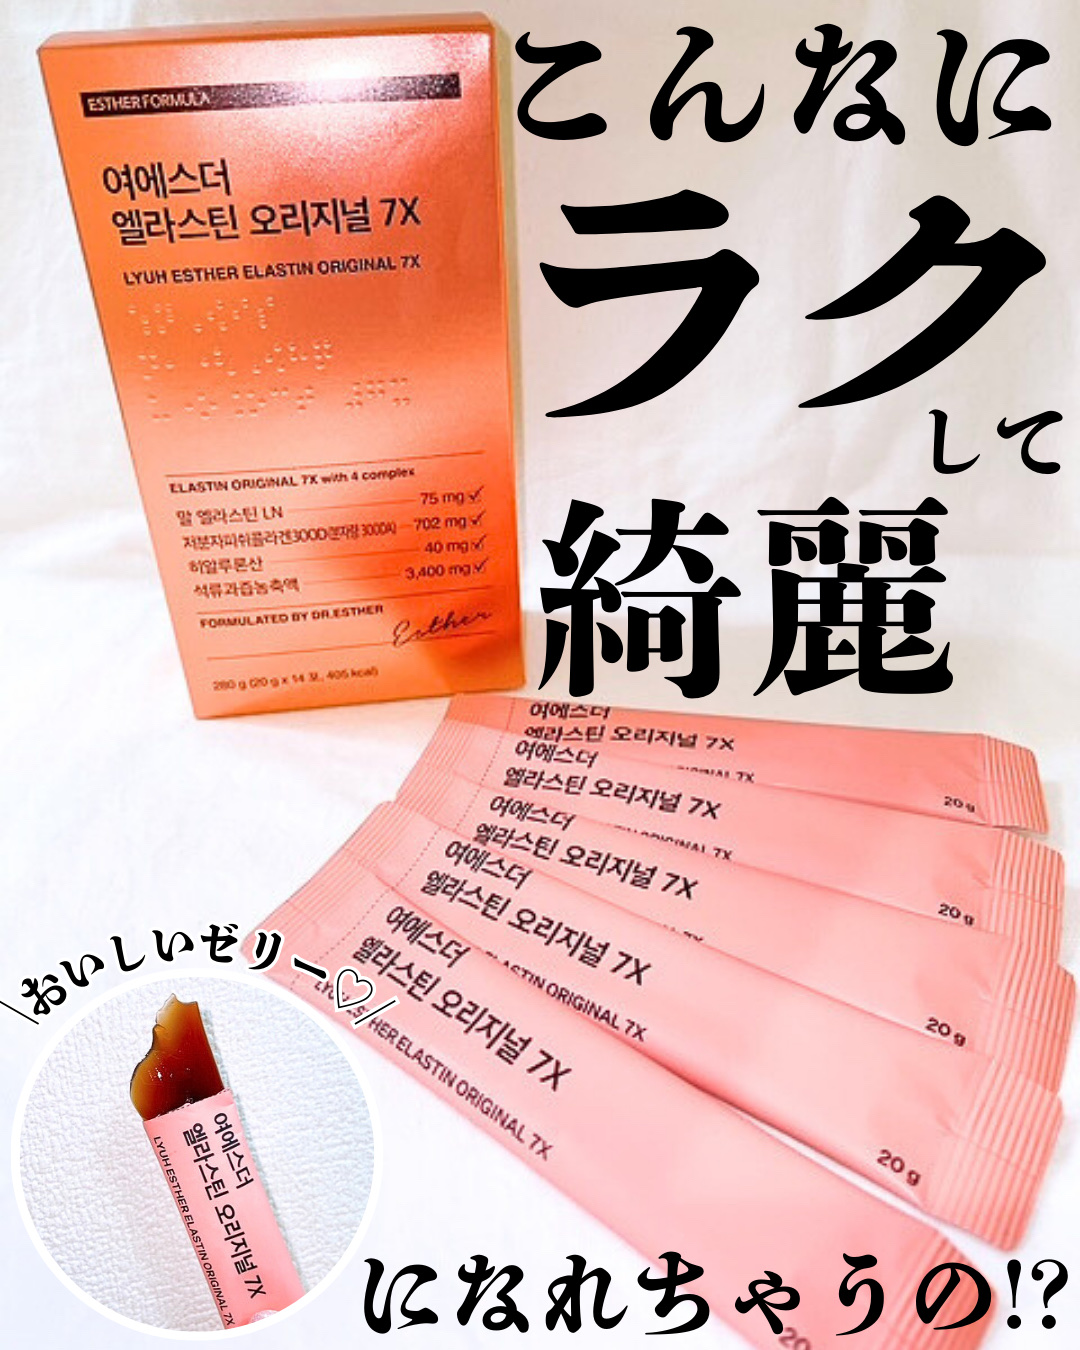 こんなに
ラク
して
綺麗
ESTHER FORMULA
여에스더
엘라스틴 오리지널 7X
LYUH ESTHER ELASTIN ORIGINAL 7X
ELASTIN ORIGINAL 7X with 4 complex
말 엘라스틴 LN 75 mg ✓
저분자피쉬콜라겐300D(분자량 300DA) 702 mg ✓
히알루론산 40 mg ✓
석류과즙농축액 3,400 mg ✓
FORMULATED BY DR.ESTHER
Esther
280 g (20 g x 14 포, 405 kcal)
여에스더
엘라스틴 오리지널 7X
20 g
여에스더
엘라스틴 오리지널 7X
20 g
여에스더
엘라스틴 오리지널 7X
20 g
여에스더
엘라스틴 오리지널 7X
ELASTIN ORIGINAL 7X
20 g
여에스더
엘라스틴 오리지널 7X
HER ELASTIN ORIGINAL 7X
20
\おいしいゼリー♡/
여에스더
엘라스틴 오리지널 7X
LYUH ESTHER ELASTIN ORIGINAL 7X
になれちゃうの!?